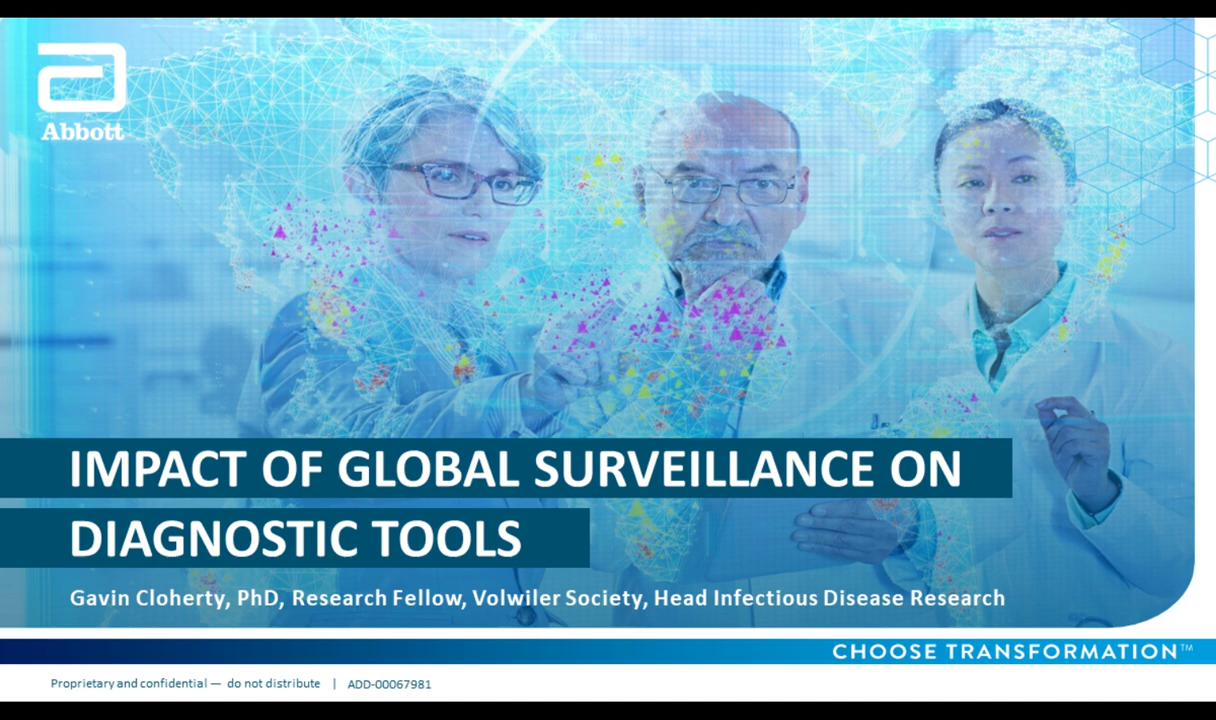 Abbott
IMPACT OF GLOBAL SURVEILLANCE ON
DIAGNOSTIC TOOLS
Gavin Cloherty, PhD, Research Fellow, Volwiler Society, Head Infectious Disease Research
CHOOSE TRANSFORMATION™
Proprietary and confidential — do not distribute | ADD-00067981